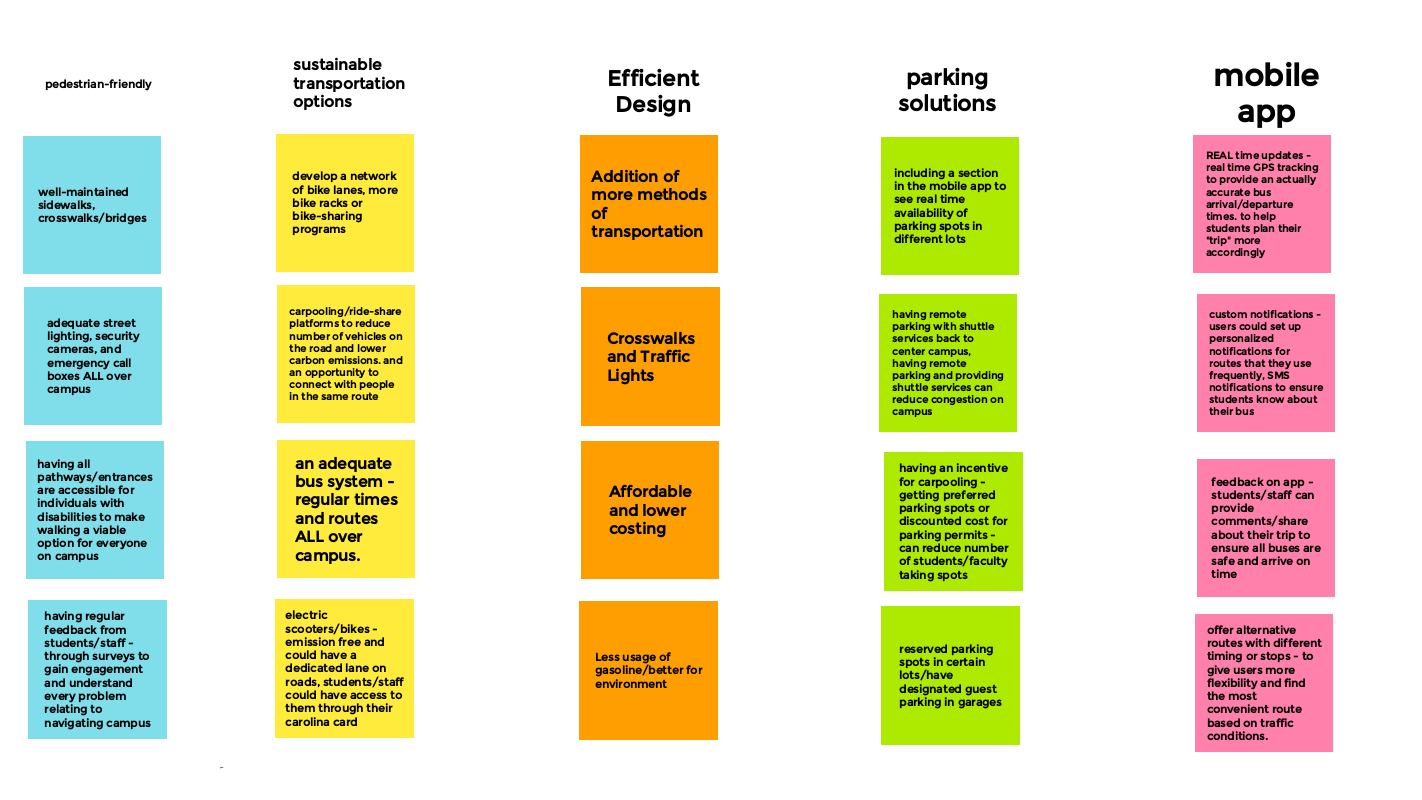 pedestrian-friendly
well-maintained
sidewalks,
crosswalks/bridges
adequate street
lighting, security
cameras, and
emergency call
boxes ALL over
campus
having all
pathways/entrances
are accessible for
individuals with
disabilities to make
walking a viable
option for everyone
on campus
having regular
feedback from
students/staff -
through surveys to
gain engagement
and understand
every problem
relating to
navigating campus
sustainable
transportation
options
develop a network
of bike lanes, more
bike racks or
bike-sharing
programs
carpooling/ride-share
platforms to reduce
number of vehicles on
the road and lower
carbon emissions. and
an opportunity to
connect with people
in the same route
an adequate
bus system -
regular times
and routes
ALL over
campus.
electric
scooters/bikes -
emission free and
could have a
dedicated lane on
roads, students/staff
could have access to
them through their
carolina card
Efficient
Design
Addition of
more methods
of
transportation
Crosswalks
and Traffic
Lights
Affordable
and lower
costing
Less usage of
gasoline/better for
environment
parking
solutions
including a section
in the mobile app to
see real time
availability of
parking spots in
different lots
having remote
parking with shuttle
services back to
center campus,
having remote
parking and providing
shuttle services can
reduce congestion on
campus
having an incentive
for carpooling -
getting preferred
parking spots or
discounted cost for
parking permits -
can reduce number
of students/faculty
taking spots
reserved parking
spots in certain
lots/have
designated guest
parking in garages
mobile
app
REAL time updates -
real time GPS tracking
to provide an actually
accurate bus
arrival/departure
times. to help
students plan their
"trip" more
accordingly
custom notifications -
users could set up
personalized
notifications for
routes that they use
frequently, SMS
notifications to ensure
students know about
their bus
feedback on app -
students/staff can
provide
comments/share
about their trip to
ensure all buses are
safe and arrive on
time
offer alternative
routes with different
timing or stops - to
give users more
flexibility and find
the most
convenient route
based on traffic
conditions.